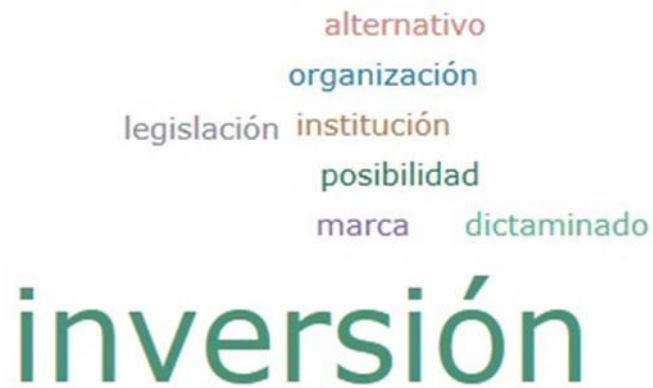 alternativo
organización
legislación institución
posibilidad
marca dictaminado
inversión